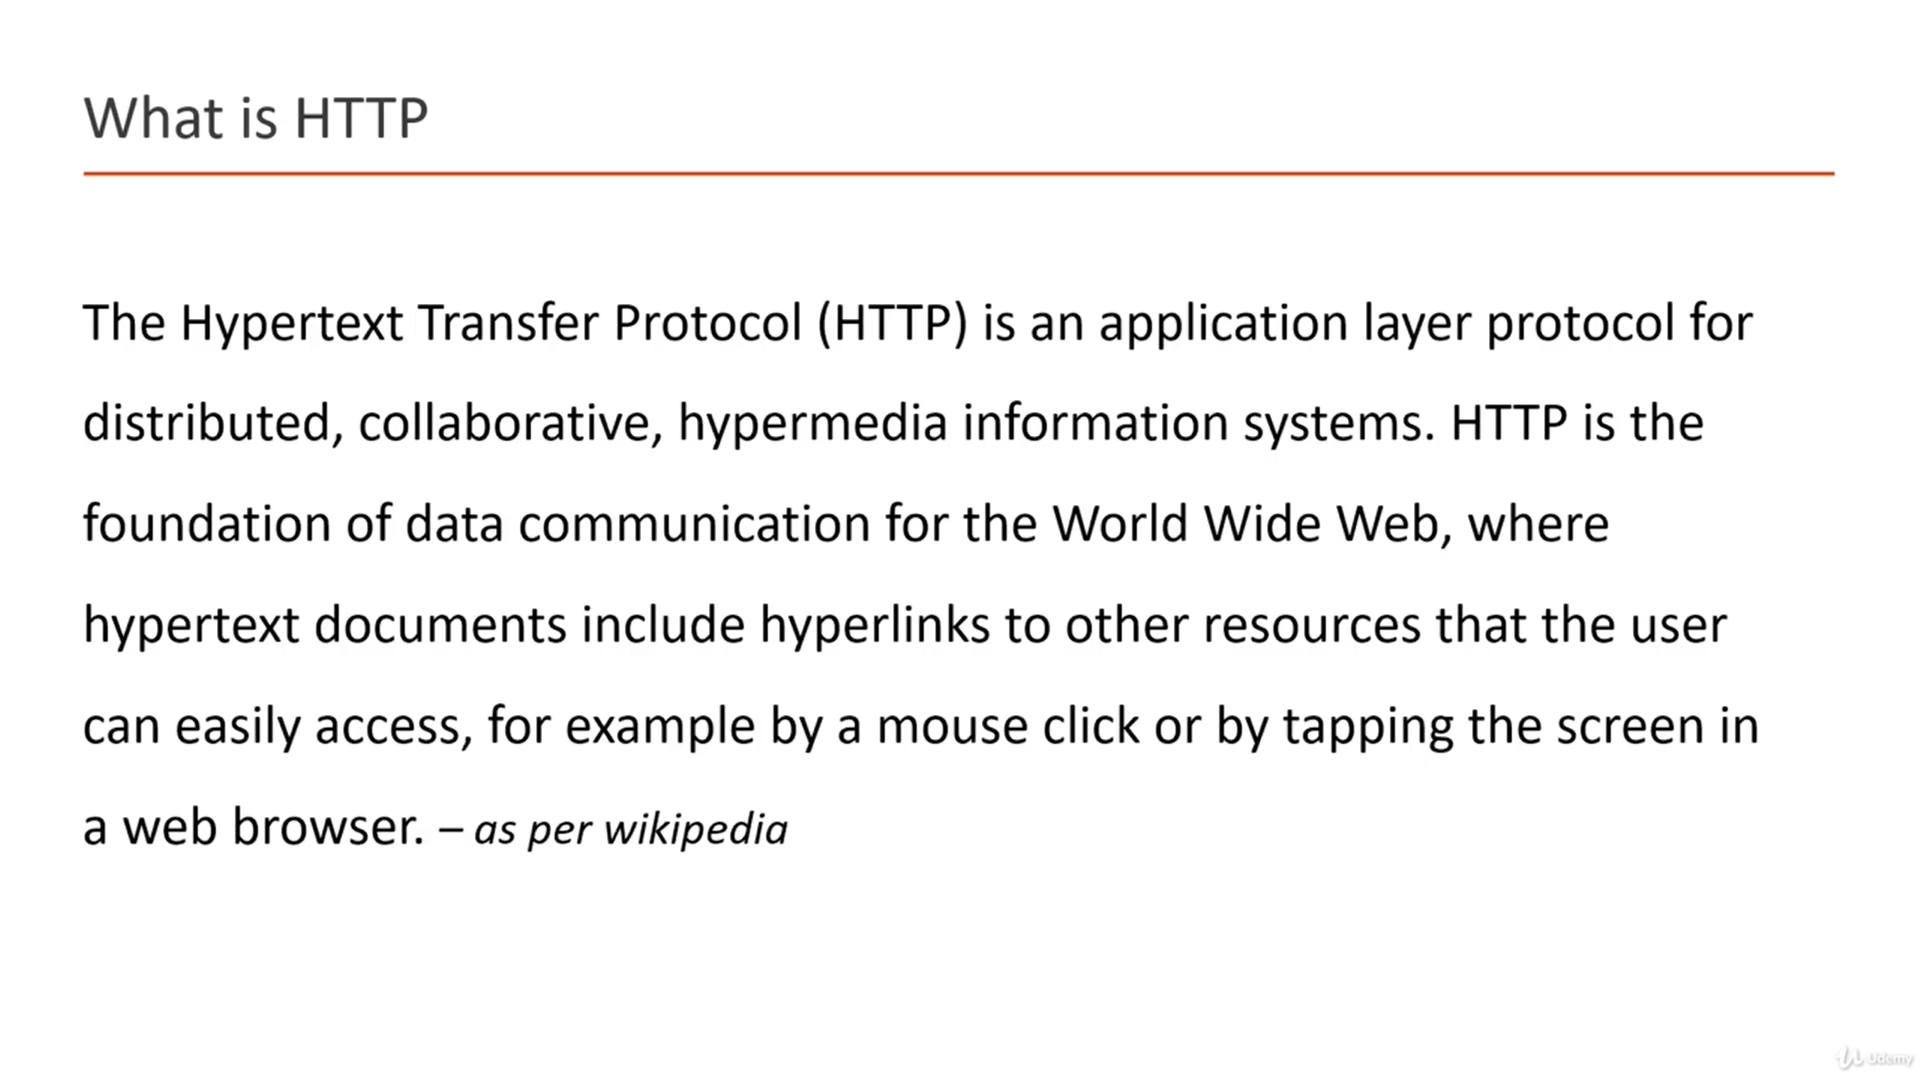 What is HTTP
The Hypertext Transfer Protocol (HTTP) is an application layer protocol for
distributed, collaborative, hypermedia information systems. HTTP is the
foundation of data communication for the World Wide Web, where
hypertext documents include hyperlinks to other resources that the user
can easily access, for example by a mouse click or by tapping the screen in
a web browser. – as per wikipedia
Udemy